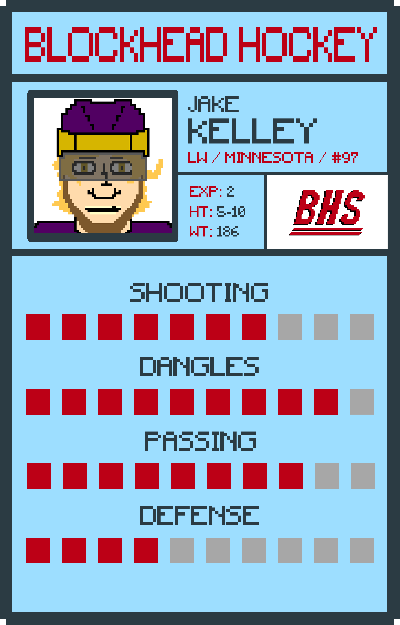 BLOCKHEAD HOCKEY
JAKE
KELLEY
LW / MINNESOTA / #97
EXP: 2
HT: 5-10
WT: 186
BHS
SHOOTING
DANGLES
PASSING
DEFENSE